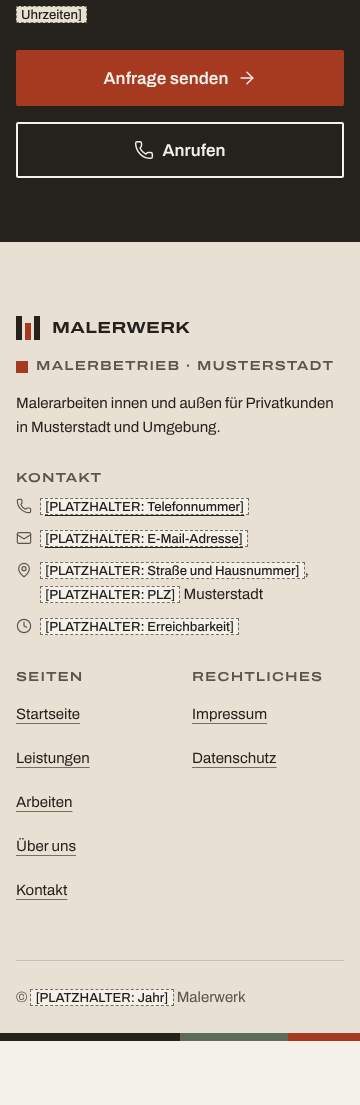 Uhrzeiten]
Anfrage senden
Anrufen
MALERWERK
MALERBETRIEB · MUSTERSTADT
Malerarbeiten innen und außen für Privatkunden
in Musterstadt und Umgebung.
KONTAKT
[PLATZHALTER: Telefonnummer]
[PLATZHALTER: E-Mail-Adresse]
[PLATZHALTER: Straße und Hausnummer],
[PLATZHALTER: PLZ] Musterstadt
[PLATZHALTER: Erreichbarkeit]
SEITEN
Startseite
Leistungen
Arbeiten
Über uns
Kontakt
RECHTLICHES
Impressum
Datenschutz
© [PLATZHALTER: Jahr] Malerwerk